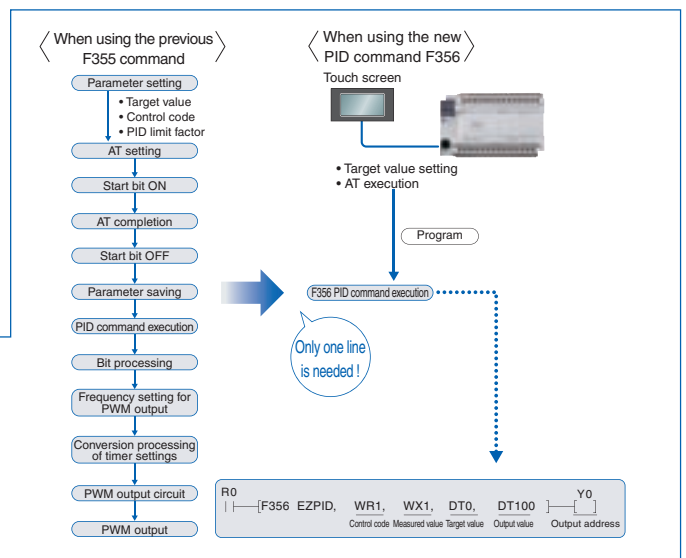 When using the previous
F355 command
Parameter setting
• Target value
• Control code
• PID limit factor
AT setting
Start bit ON
AT completion
Start bit OFF
Parameter saving
PID command execution
Bit processing
Frequency setting for
PWM output
Conversion processing
of timer settings
PWM output circuit
PWM output
When using the new
PID command F356
Touch screen
• Target value setting
• AT execution
Program
F356 PID command execution
Only one line
is needed !
R0 Y0
[F356 EZPID, WR1, WX1, DT0, DT100 ] [ ]
Control code Measured value Target value Output value Output address